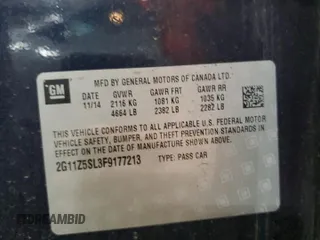 GM
MFD BY GENERAL MOTORS OF CANADA LTD.
DATE GVWR GAWR FRT GAWR RR
11/14 2116 KG 1081 KG 1035 KG
4664 LB 2382 LB 2282 LB
THIS VEHICLE CONFORMS TO ALL APPLICABLE U.S. FEDERAL MOTOR
VEHICLE SAFETY, BUMPER, AND THEFT PREVENTION STANDARDS
IN EFFECT ON THE DATE OF MANUFACTURE SHOWN ABOVE.
2G11Z5SL3F9177213 TYPE: PASS CAR